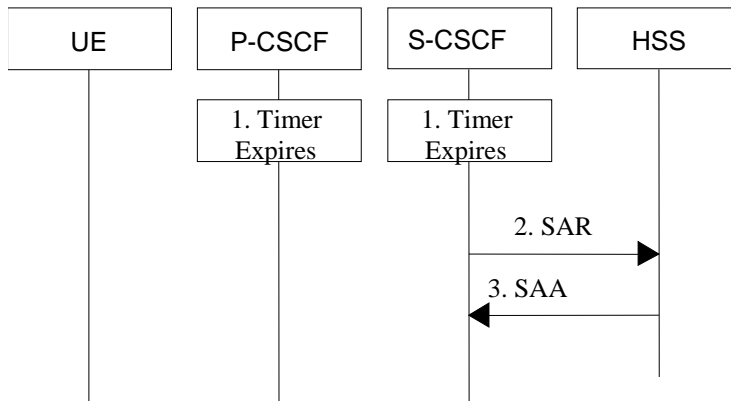 UE
P-CSCF
S-CSCF
HSS
1. Timer
Expires
1. Timer
Expires
2. SAR
3. SAA